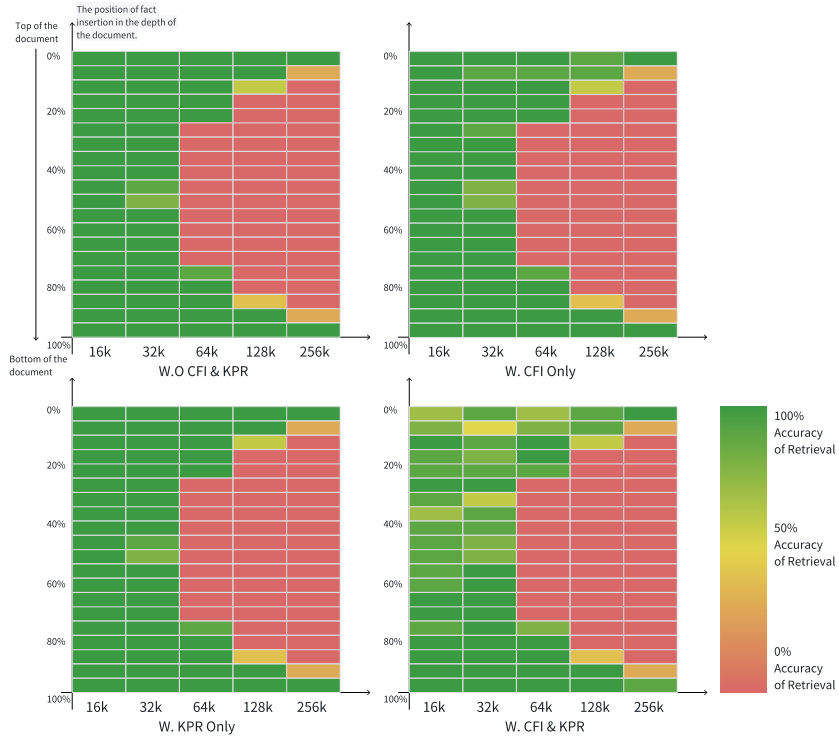 The position of fact
insertion in the depth of
the document.
Top of the
document
0%
20%
40%
60%
80%
100%
16k 32k 64k 128k 256k
W.O CFI & KPR
Bottom of the
document
0%
20%
40%
60%
80%
100%
16k 32k 64k 128k 256k
W. CFI Only
0%
20%
40%
60%
80%
100%
16k 32k 64k 128k 256k
W. KPR Only
0%
20%
40%
60%
80%
100%
16k 32k 64k 128k 256k
W. CFI & KPR
100%
Accuracy
of Retrieval
50%
Accuracy
of Retrieval
0%
Accuracy
of Retrieval